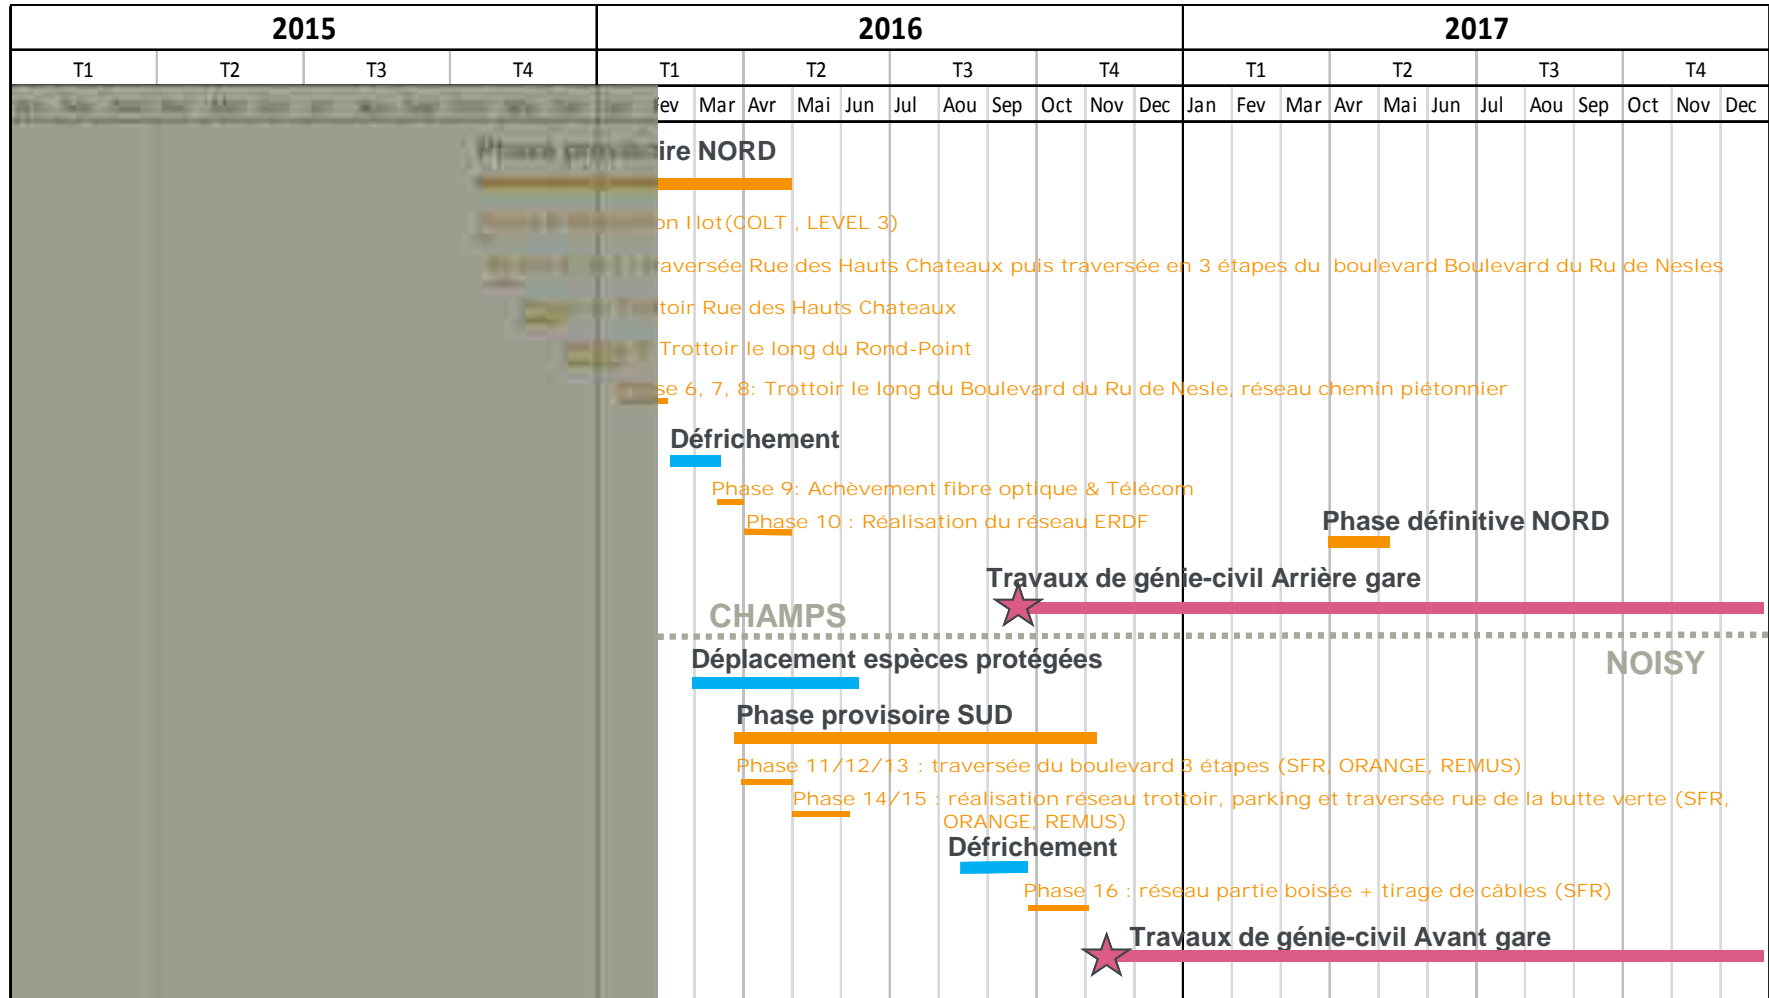 2015 2016 2017
T1 T2 T3 T4 T1 T2 T3 T4 T1 T2 T3 T4
Mar Avr Mai Jun Jul Aou Sep Oct Nov Dec Jan Fev Mar Avr Mai Jun Jul Aou Sep Oct Nov Dec
NORD
Ilot(COLT , LEVEL 3)
Rue des Hauts Chateaux puis traversée en 3 étapes du boulevard Boulevard du Ru de Nesles
Rue des Hauts Chateaux
Trottoir le long du Rond-Point
6, 7, 8: Trottoir le long du Boulevard du Ru de Nesle, réseau chemin piétonnier
Défrichement
Phase 9: Achèvement fibre optique & Télécom
Phase 10 : Réalisation du réseau ERDF
Phase définitive NORD
Travaux de génie-civil Arrière gare
CHAMPS
Déplacement espèces protégées
NOISY
Phase provisoire SUD
Phase 11/12/13 : traversée du boulevard 3 étapes (SFR, ORANGE, REMUS)
Phase 14/15 : réalisation réseau trottoir, parking et traversée rue de la butte verte (SFR,
ORANGE, REMUS)
Défrichement
Phase 16 : réseau partie boisée + tirage de câbles (SFR)
Travaux de génie-civil Avant gare